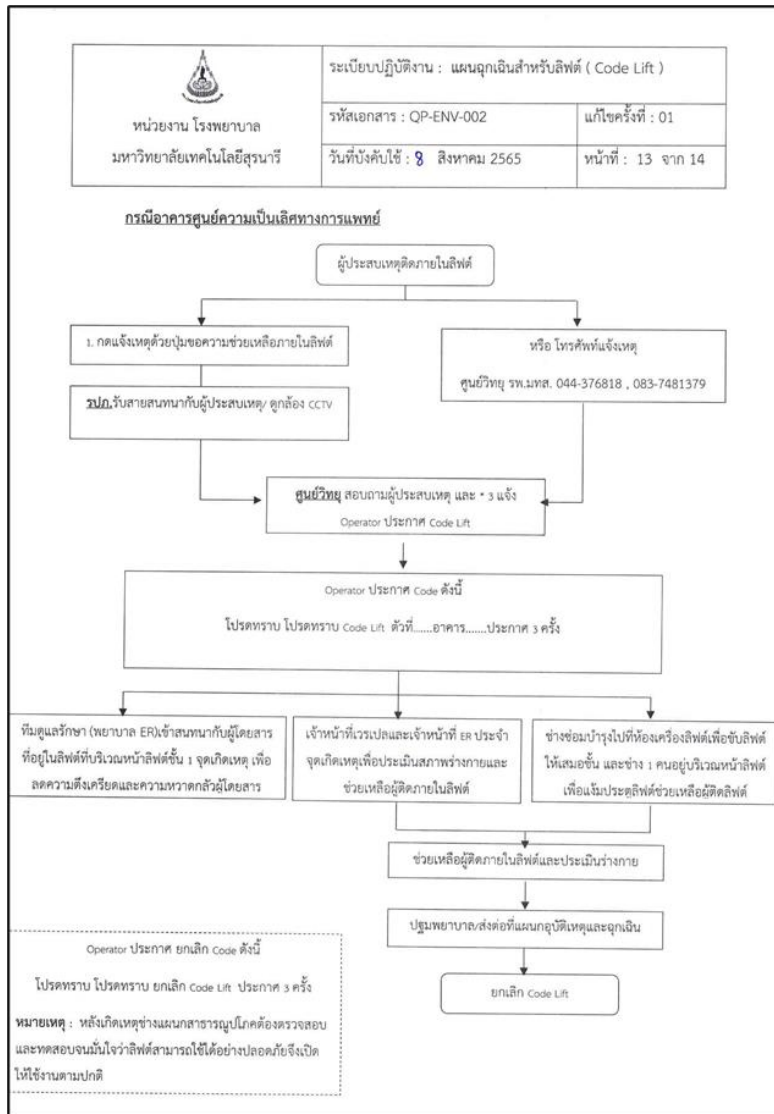 หน่วยงาน โรงพยาบาล
มหาวิทยาลัยเทคโนโลยีสุรนารี
ระเบียบปฏิบัติงาน : แผนฉุกเฉินสำหรับลิฟต์ ( Code Lift )
รหัสเอกสาร : QP-ENV-002
แก้ไขครั้งที่ : 01
วันที่บังคับใช้ : 8 สิงหาคม 2565
หน้าที่ : 13 จาก 14
กรณีอาคารศูนย์ความเป็นเลิศทางการแพทย์
ผู้ประสบเหตุติดภายในลิฟต์
1. กดแจ้งเหตุด้วยปุ่มขอความช่วยเหลือภายในลิฟต์
หรือ โทรศัพท์แจ้งเหตุ
ศูนย์วิทยุ รพ.มทส. 044-376818 , 083-7481379
รปภ.รับสายสนทนากับผู้ประสบเหตุ/ ดูกล้อง CCTV
ศูนย์วิทยุ สอบถามผู้ประสบเหตุ และ * 3 แจ้ง
Operator ประกาศ Code Lift
Operator ประกาศ Code ดังนี้
โปรดทราบ โปรดทราบ Code Lift ตัวที่.......อาคาร.......ประกาศ 3 ครั้ง
ทีมดูแลรักษา (พยาบาล ER)เข้าสนทนากับผู้โดยสาร
ที่อยู่ในลิฟต์ที่บริเวณหน้าลิฟต์ชั้น 1 จุดเกิดเหตุ เพื่อ
ลดความตึงเครียดและความหวาดกลัวผู้โดยสาร
เจ้าหน้าที่เวรเปลและเจ้าหน้าที่ ER ประจำ
จุดเกิดเหตุเพื่อประเมินสภาพร่างกายและ
ช่วยเหลือผู้ติดภายในลิฟต์
ช่างซ่อมบำรุงไปที่ห้องเครื่องลิฟต์เพื่อขับลิฟต์
ให้เสมอชั้น และช่าง 1 คนอยู่บริเวณหน้าลิฟต์
เพื่อแง้มประตูลิฟต์ช่วยเหลือผู้ติดลิฟต์
ช่วยเหลือผู้ติดภายในลิฟต์และประเมินร่างกาย
ปฐมพยาบาล/ส่งต่อที่แผนกอุบัติเหตุและฉุกเฉิน
ยกเลิก Code Lift
Operator ประกาศ ยกเลิก Code ดังนี้
โปรดทราบ โปรดทราบ ยกเลิก Code Lift ประกาศ 3 ครั้ง
หมายเหตุ : หลังเกิดเหตุช่างแผนกสาธารณูปโภคต้องตรวจสอบ
และทดสอบจนมั่นใจว่าลิฟต์สามารถใช้ได้อย่างปลอดภัยจึงเปิด
ให้ใช้งานตามปกติ